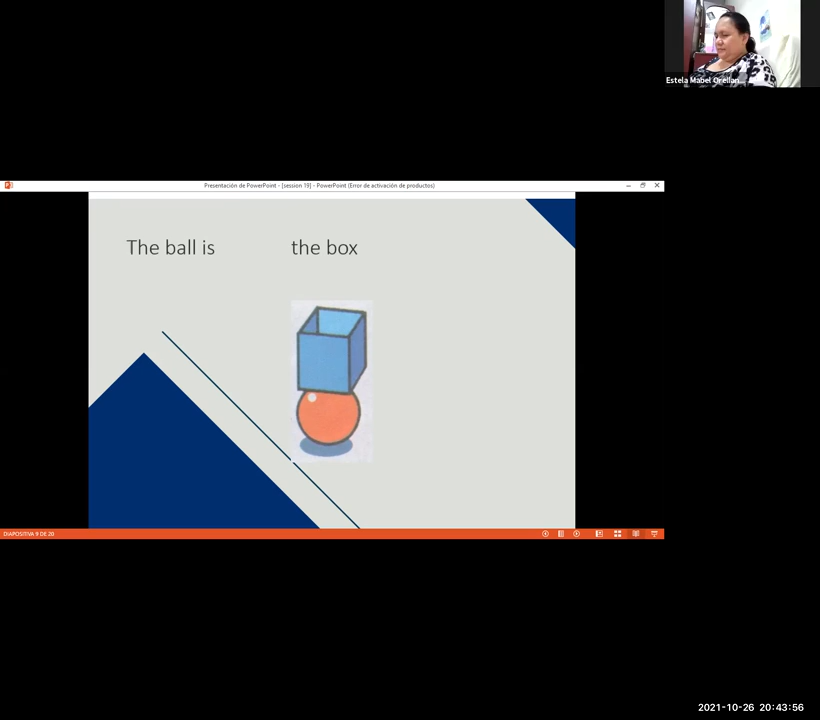 Estela Mabel Orellan...
Presentación de PowerPoint - [session 19] - PowerPoint (Error de activación de productos)
The ball is the box
DIAPOSITIVA 9 DE 20
2021-10-26 20:43:56